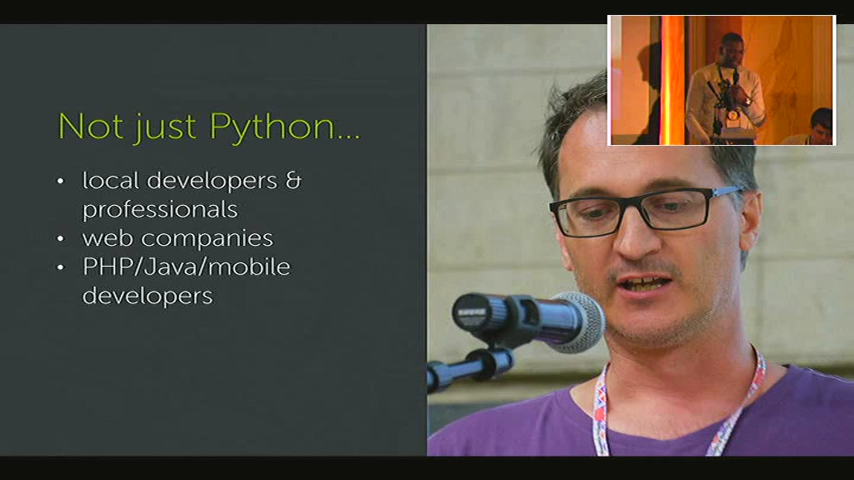 Not just Python...
• local developers &
professionals
• web companies
• PHP/Java/mobile
developers